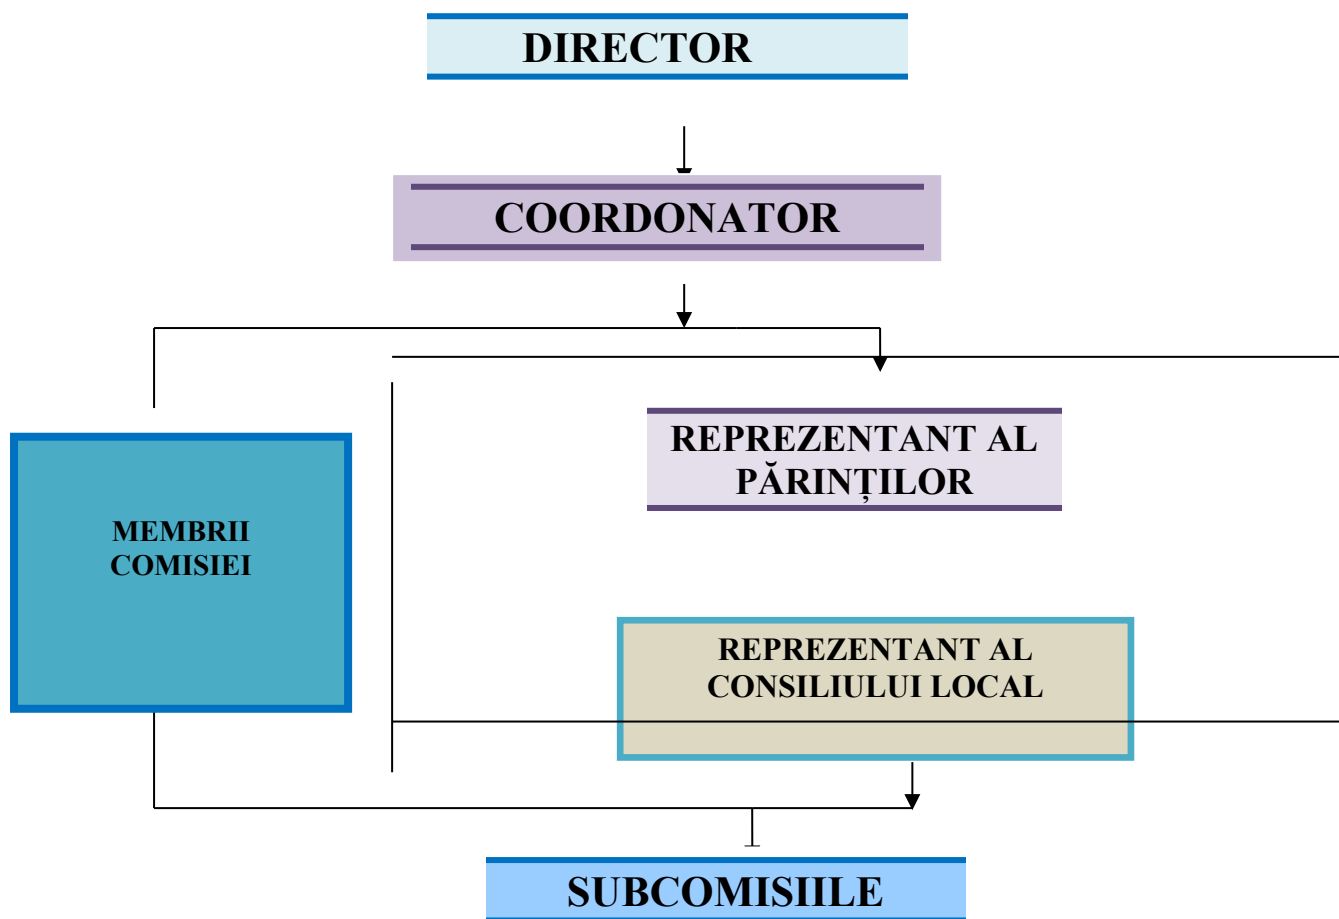 DIRECTOR
COORDONATOR
REPREZENTANT AL
PĂRINȚILOR
MEMBRII
COMISIEI
REPREZENTANT AL
CONSILIULUI LOCAL
SUBCOMISIILE